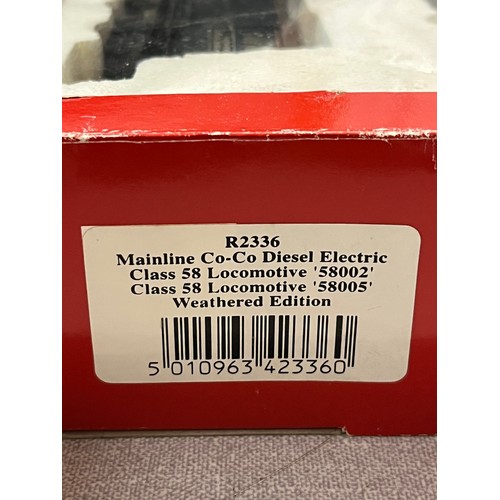 R2336
Mainline Co-Co Diesel Electric
Class 58 Locomotive '58002'
Class 58 Locomotive '58005'
Weathered Edition
5 010963 423360